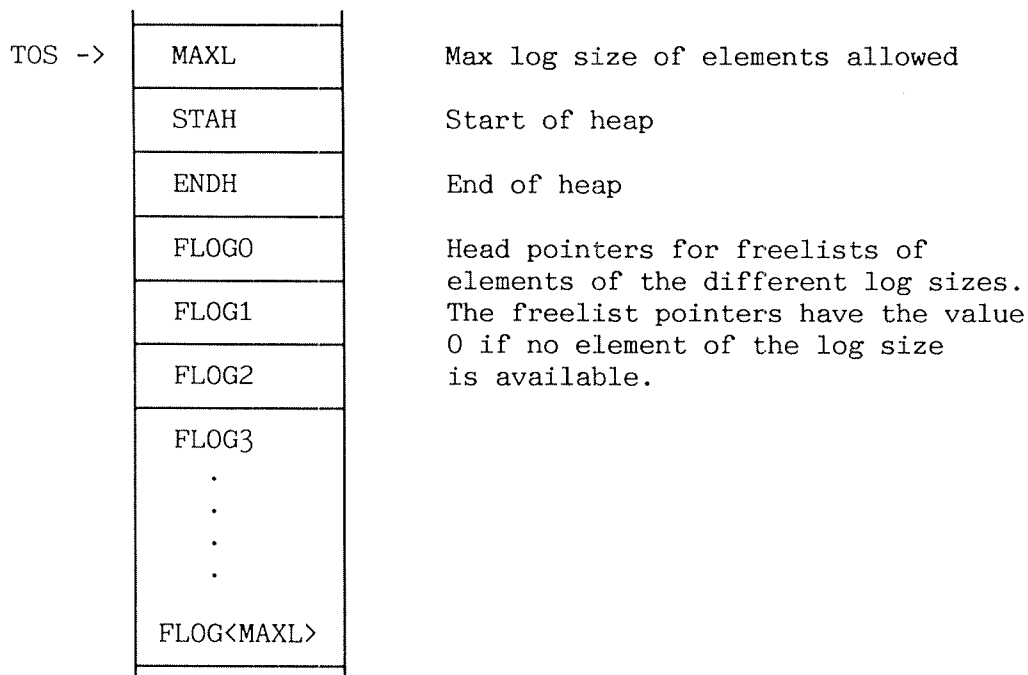 TOS -> MAXL Max log size of elements allowed
STAH Start of heap
ENDH End of heap
FLOG0 Head pointers for freelists of
elements of the different log sizes.
FLOG1 The freelist pointers have the value
0 if no element of the log size
FLOG2 is available.
FLOG3
.
.
.
.
FLOG<MAXL>